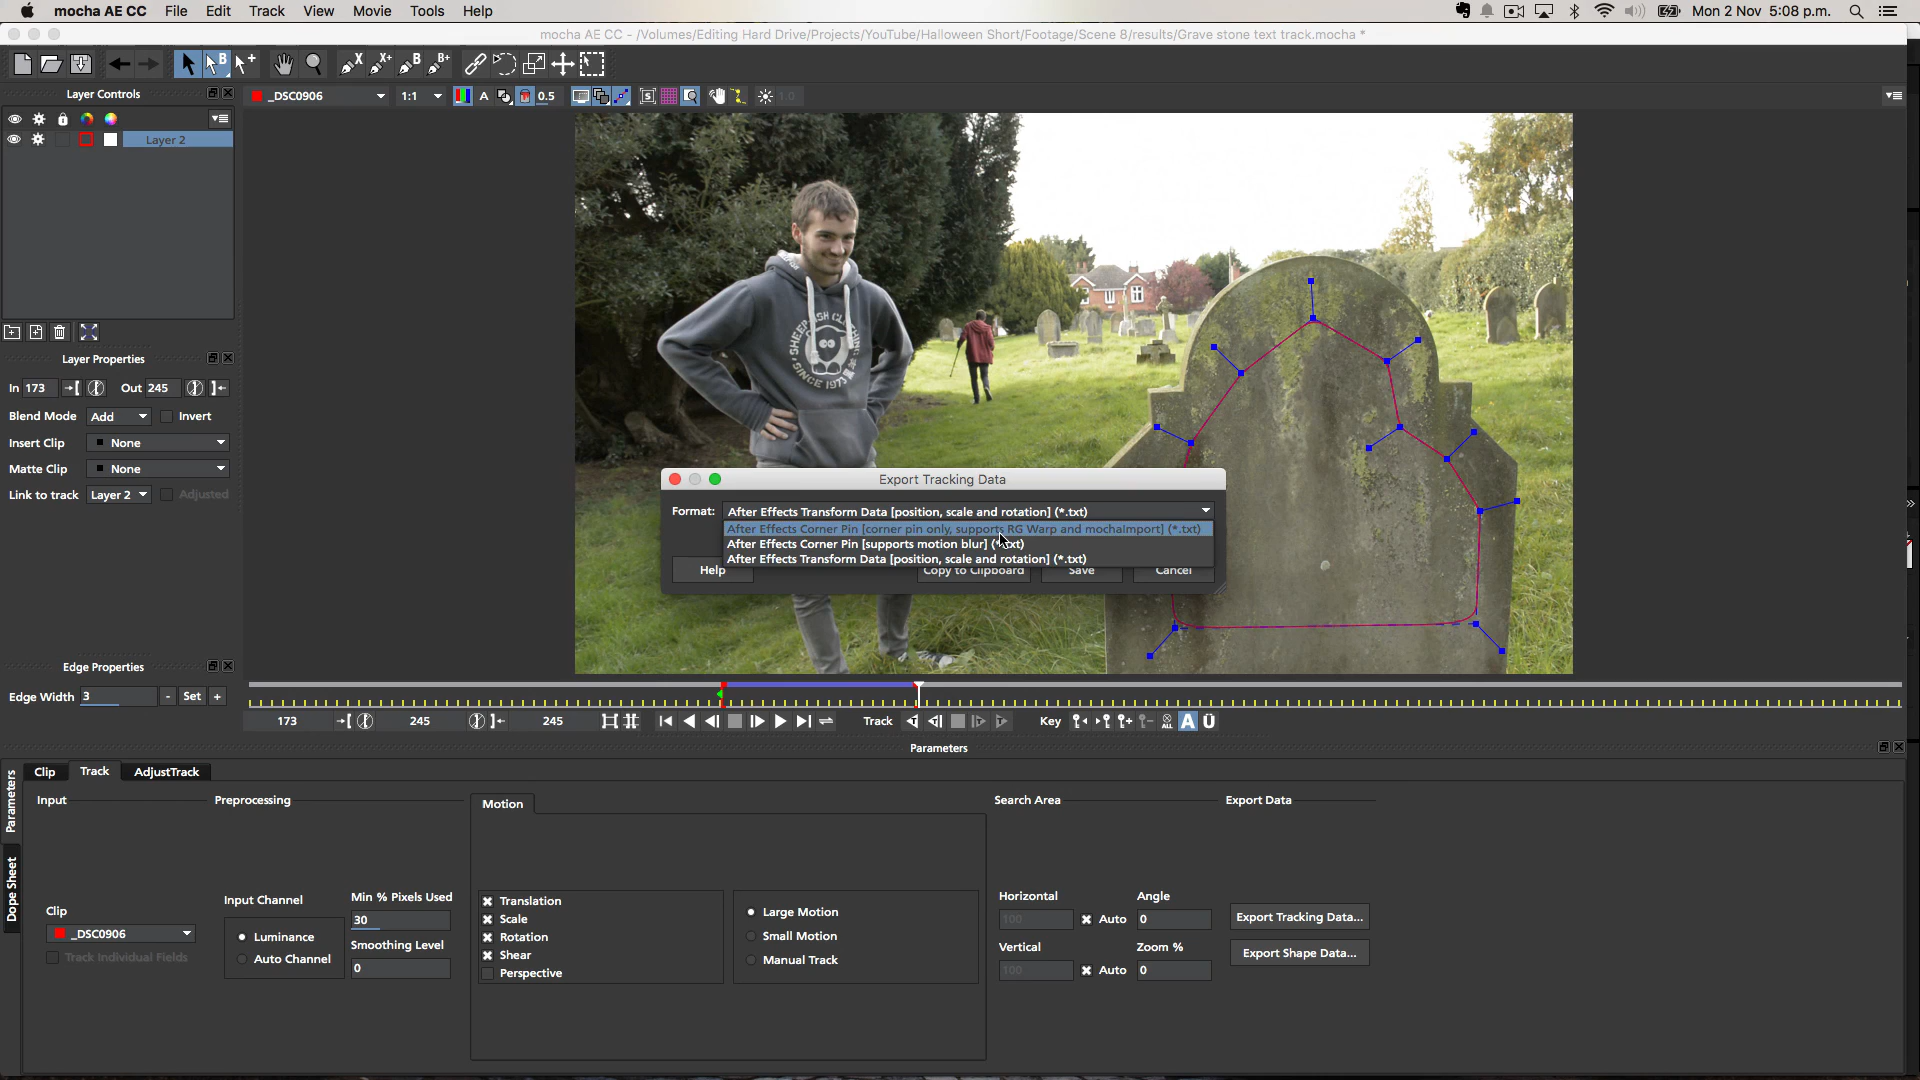 mocha AE CC File Edit Track View Movie Tools Help Mon 2 Nov 5:08 p.m.
mocha AE CC - /Volumes/Editing Hard Drive/Projects/YouTube/Halloween Short/Footage/Scene 8/results/Grave stone text track.mocha *
Layer Controls
_DSC0906 1:1 A 0.5 1.0
Layer 2
SHEEPISH CLOTHING
SINCE 1973
Layer Properties
In 173 Out 245
Blend Mode Add Invert
Insert Clip None
Matte Clip None
Link to track Layer 2 Adjusted
Export Tracking Data
Format: After Effects Transform Data [position, scale and rotation] (*.txt)
After Effects Corner Pin [corner pin only, supports RG Warp and mochaImport] (*.txt)
After Effects Corner Pin [supports motion blur] (*.txt)
After Effects Transform Data [position, scale and rotation] (*.txt)
Help Copy to Clipboard Save Cancel
Edge Properties
Edge Width 3 - Set +
173 245 245 Track Key ALL A Ü
Parameters
Parameters
Dope Sheet
Clip Track AdjustTrack
Input Preprocessing Motion Search Area Export Data
Clip
_DSC0906
Track Individual Fields
Input Channel
Luminance
Auto Channel
Min % Pixels Used
30
Smoothing Level
0
Translation
Scale
Rotation
Shear
Perspective
Large Motion
Small Motion
Manual Track
Horizontal Angle
100 Auto 0
Vertical Zoom %
100 Auto 0
Export Tracking Data...
Export Shape Data...